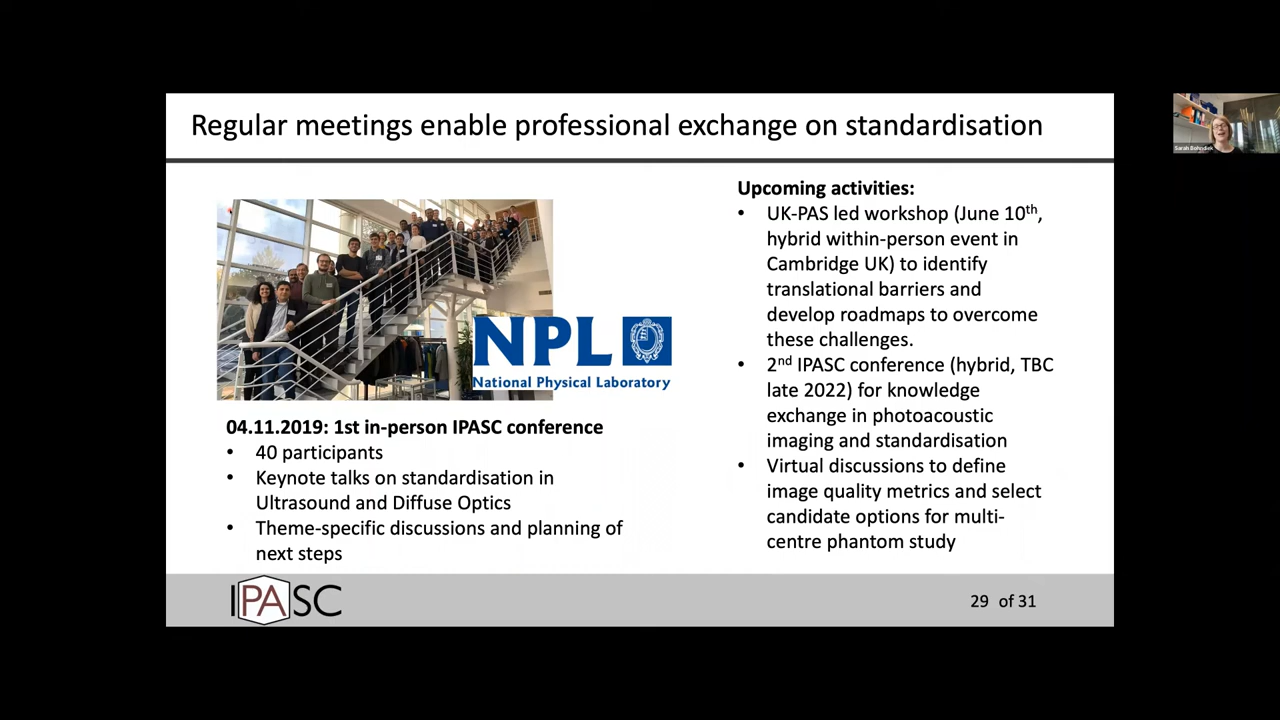 Regular meetings enable professional exchange on standardisation
NPL
National Physical Laboratory
04.11.2019: 1st in-person IPASC conference
• 40 participants
• Keynote talks on standardisation in
Ultrasound and Diffuse Optics
• Theme-specific discussions and planning of
next steps
Upcoming activities:
• UK-PAS led workshop (June 10th,
hybrid within-person event in
Cambridge UK) to identify
translational barriers and
develop roadmaps to overcome
these challenges.
• 2nd IPASC conference (hybrid, TBC
late 2022) for knowledge
exchange in photoacoustic
imaging and standardisation
• Virtual discussions to define
image quality metrics and select
candidate options for multi-
centre phantom study
IPASC
29 of 31
Sarah Bohndiek